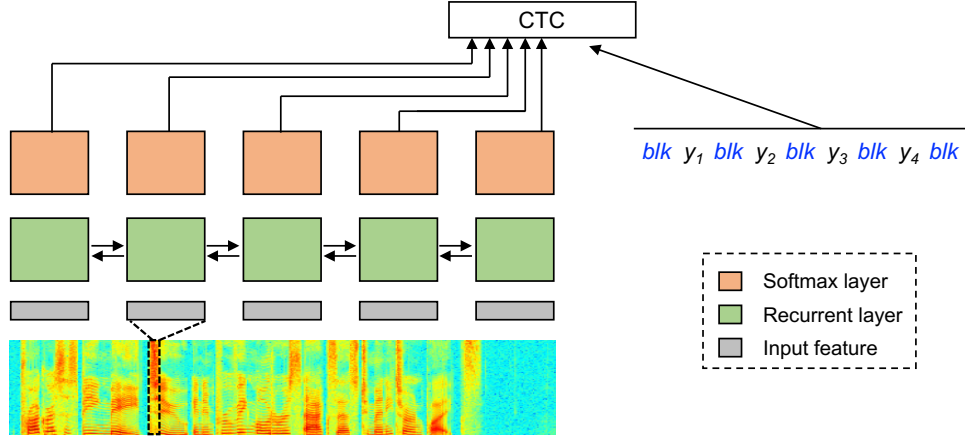 CTC
blk y1 blk y2 blk y3 blk y4 blk
Softmax layer
Recurrent layer
Input feature